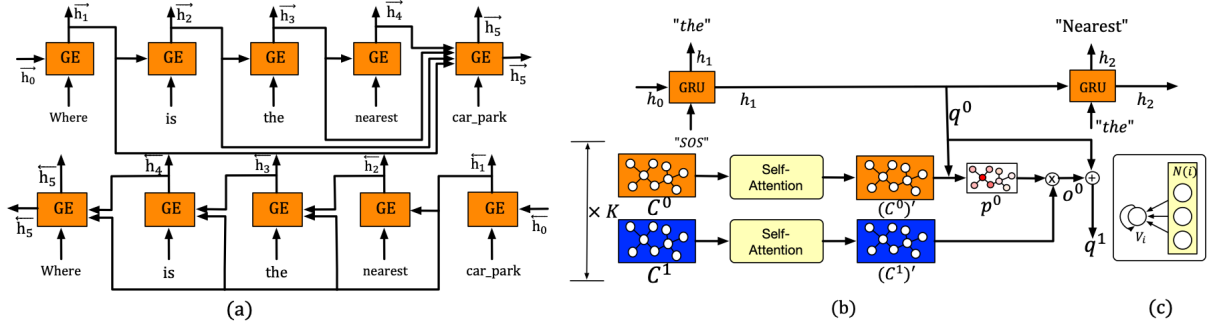 h₁ h₂ h₃ h₄ h₅
GE GE GE GE GE
h₀ h₅
Where is the nearest car_park
h₅ h₄ h₃ h₂ h₁
GE GE GE GE GE
h₅ h₀
Where is the nearest car_park
(a)
"the" "Nearest"
h₁ h₂
GRU GRU
h₀ h₁ h₂
q⁰
"SOS" "the"
× K
Self-
Attention
C⁰ (C⁰)′ p⁰ × o⁰ +
Self-
Attention
C¹ (C¹)′ q¹
(b)
N(i)
Vᵢ
(c)